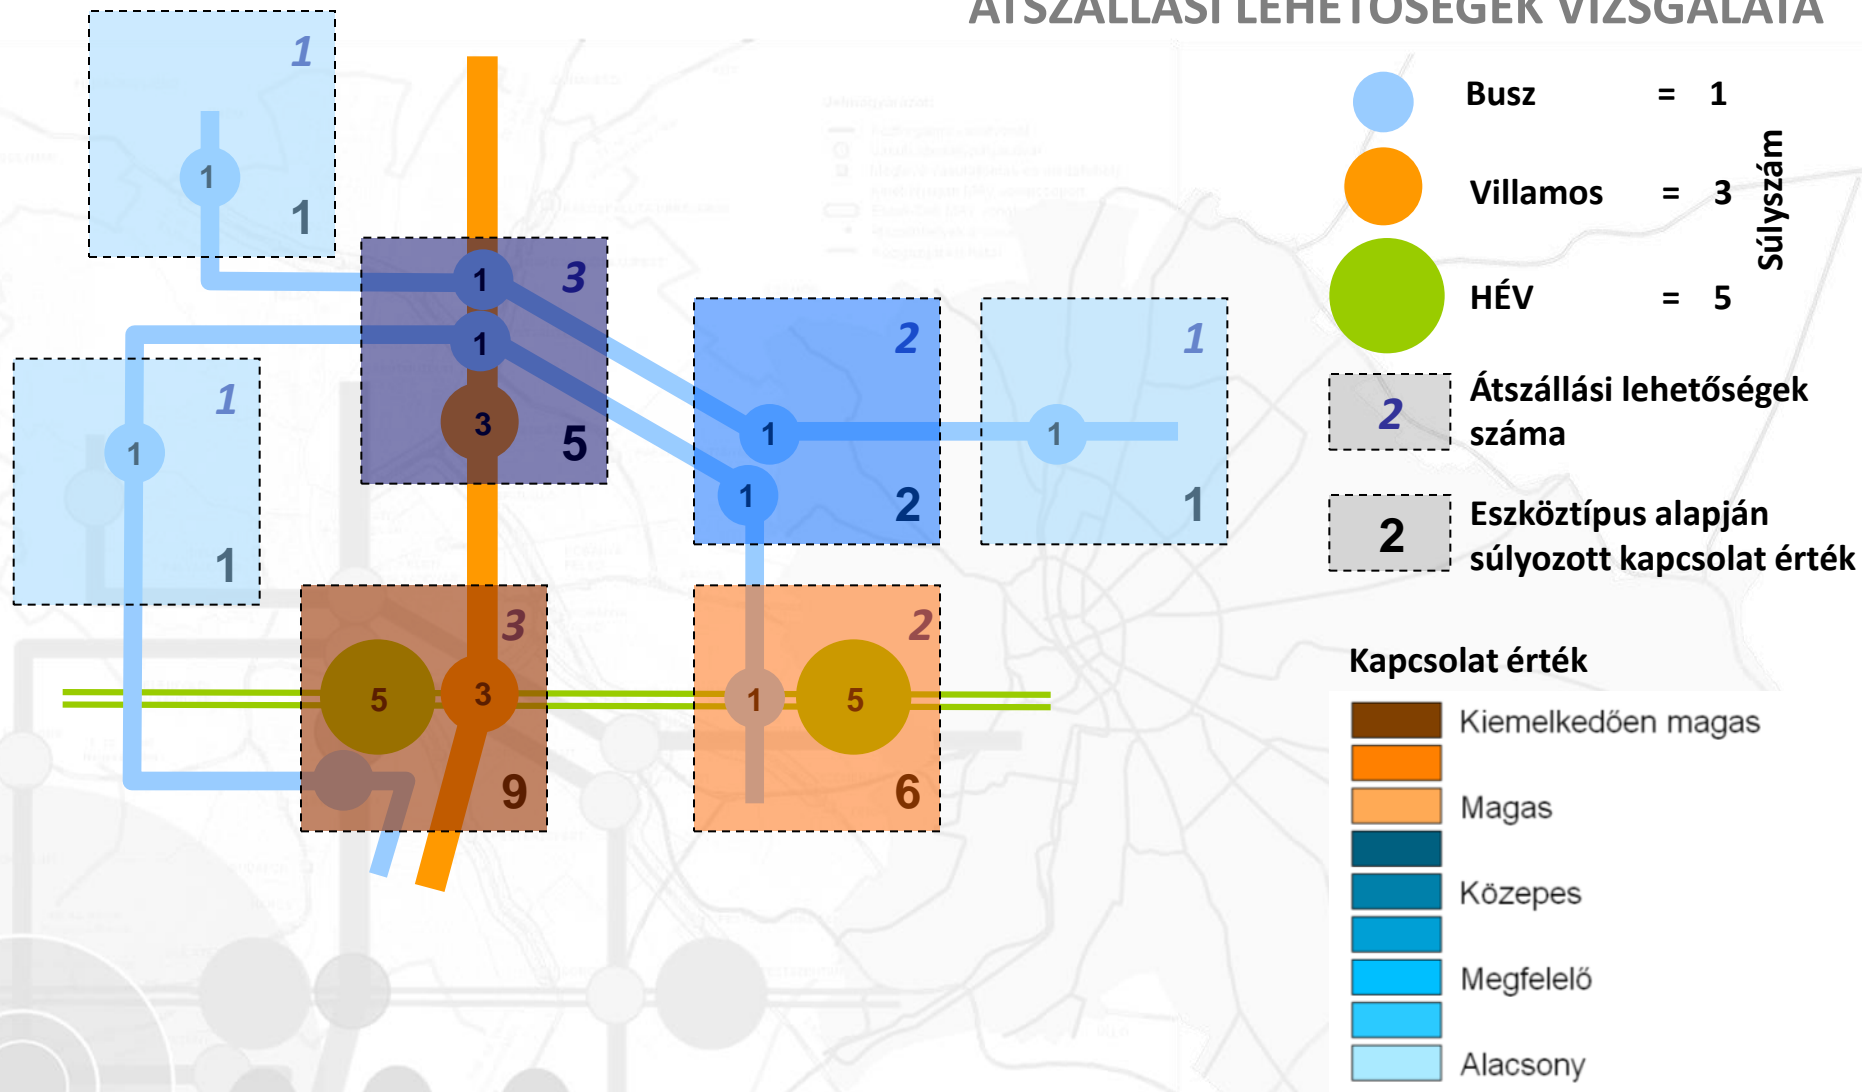 ÁTSZÁLLÁSI LEHETŐSÉGEK VIZSGÁLATA
1
1
1
Busz = 1
Villamos = 3
HÉV = 5
Súlyszám
2
Átszállási lehetőségek
száma
2
Eszköztípus alapján
súlyozott kapcsolat érték
1
3
1
3
5
2
1
1
2
1
1
1
1
1
1
3
5
3
9
2
1
5
6
Kapcsolat érték
Kiemelkedően magas
Magas
Közepes
Megfelelő
Alacsony
Jelmagyarázat: